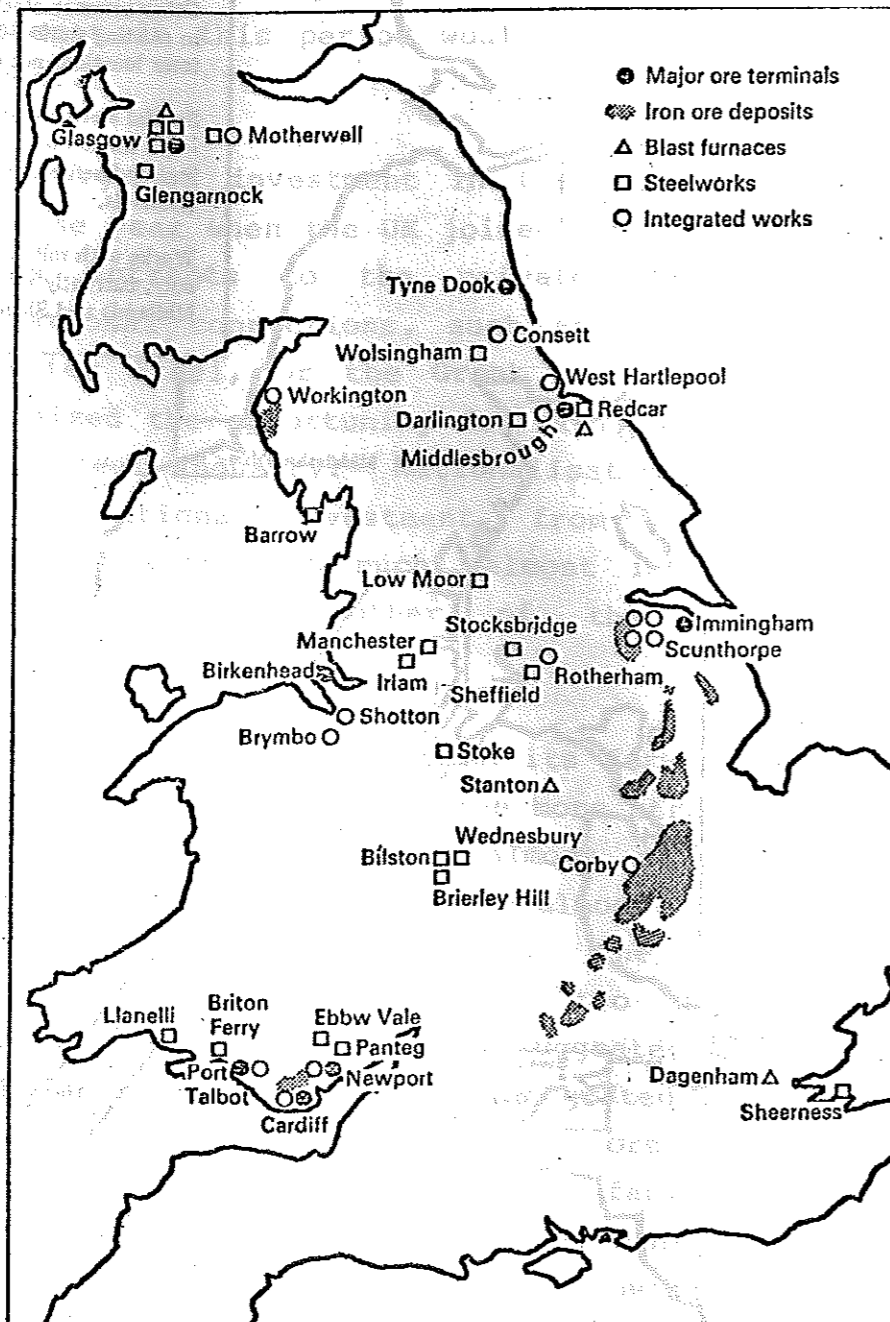 Major ore terminals
Iron ore deposits
Blast furnaces
Steelworks
Integrated works
Glasgow
Motherwell
Glengarnock
Tyne Dook
Consett
Wolsingham
West Hartlepool
Workington
Darlington
Redcar
Middlesbrough
Barrow
Low Moor
Stocksbridge
Immingham
Manchester
Scunthorpe
Birkenhead
Irlam
Rotherham
Sheffield
Shotton
Brymbo
Stoke
Stanton
Wednesbury
Bilston
Corby
Brierley Hill
Llanelli
Briton
Ferry
Ebbw Vale
Panteg
Port
Talbot
Newport
Cardiff
Dagenham
Sheerness